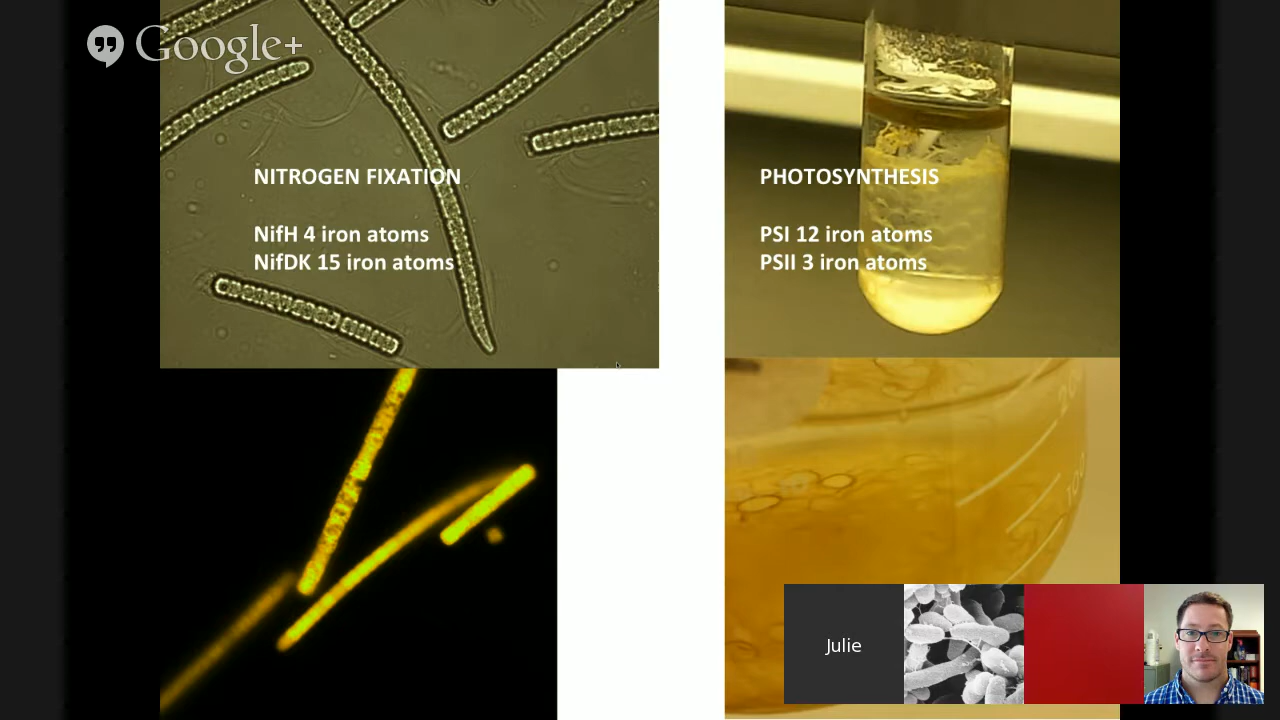 Google+
NITROGEN FIXATION
NifH 4 iron atoms
NifDK 15 iron atoms
PHOTOSYNTHESIS
PSI 12 iron atoms
PSII 3 iron atoms
Julie